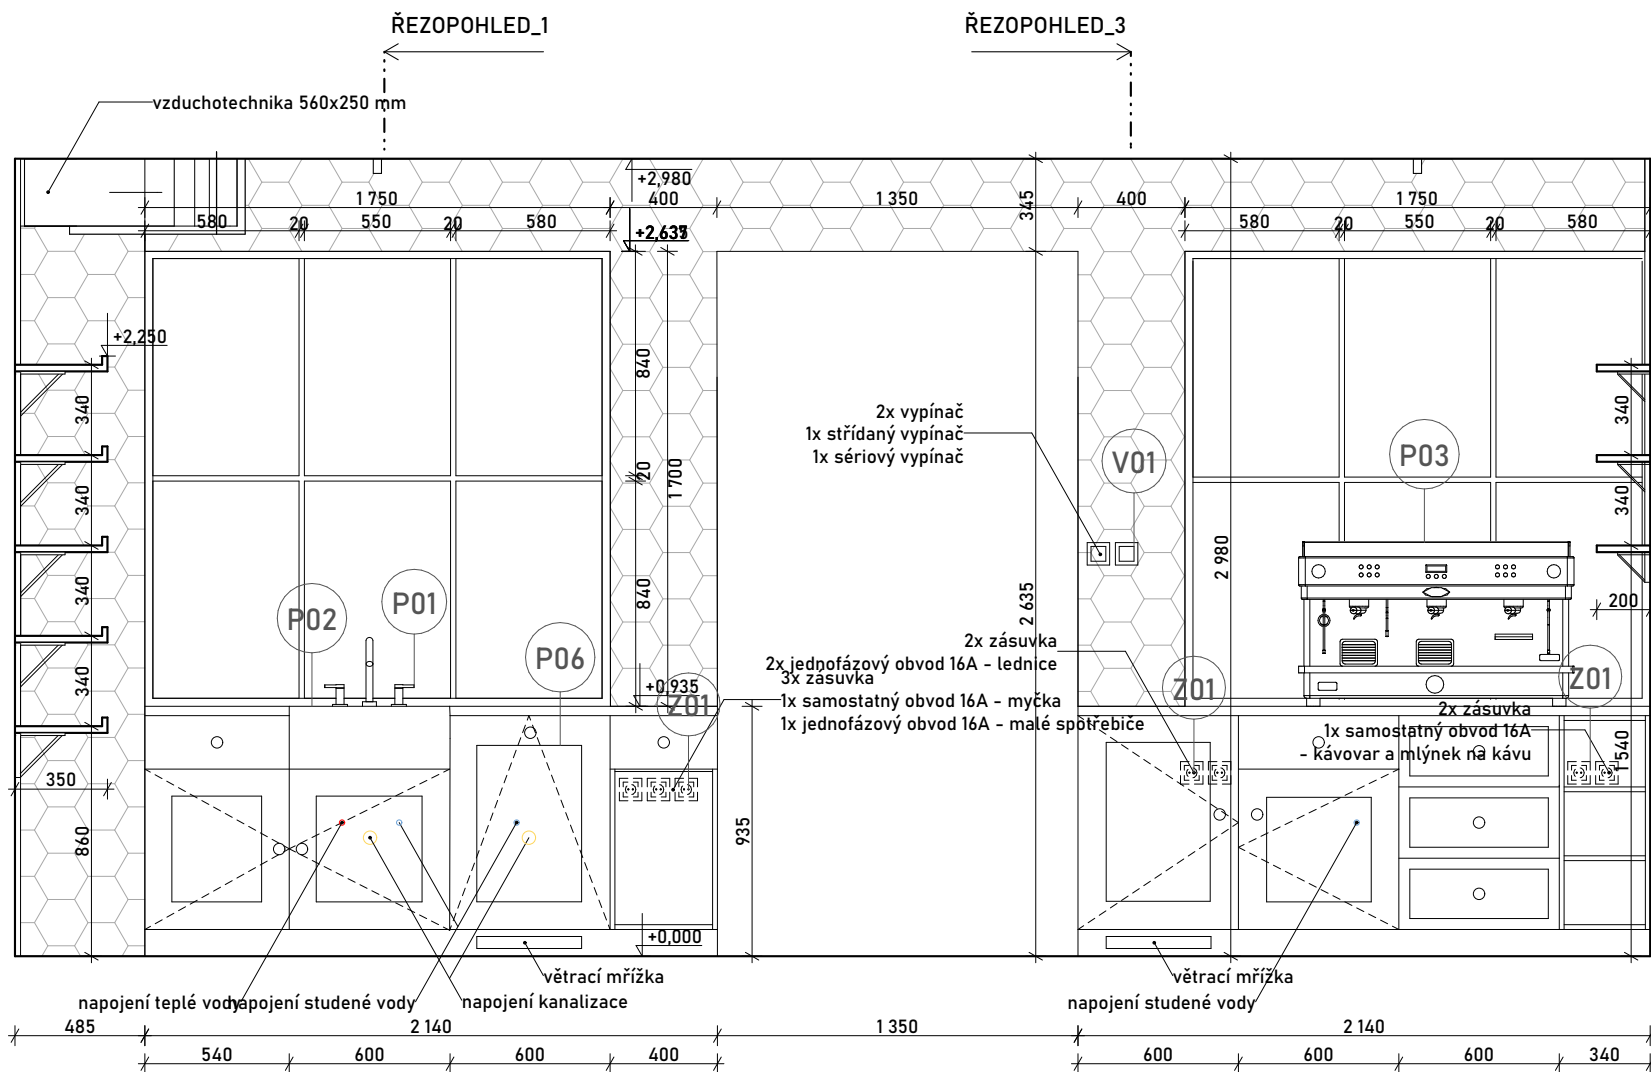 ŘEZOPOHLED_1
ŘEZOPOHLED_3
vzduchotechnika 560x250 mm
+2,980
1 750
400
1 350
345
400
1 750
580
20
550
20
580
580
20
550
20
580
+2,250
840
340
340
2x vypínač
1x střídaný vypínač
1x sériový vypínač
V01
P03
20
1 700
340
340
2 980
340
840
2 635
200
P02
P01
P06
2x zásuvka
2x jednofázový obvod 16A - lednice
3x zásuvka
1x samostatný obvod 16A - myčka
1x jednofázový obvod 16A - malé spotřebiče
340
+0,935
Z01
Z01
Z01
2x zásuvka
1x samostatný obvod 16A
- kávovar a mlýnek na kávu
1 540
350
860
935
+0,000
větrací mřížka
větrací mřížka
napojení teplé vody
napojení studené vody
napojení kanalizace
napojení studené vody
485
2 140
1 350
2 140
540
600
600
400
600
600
600
340